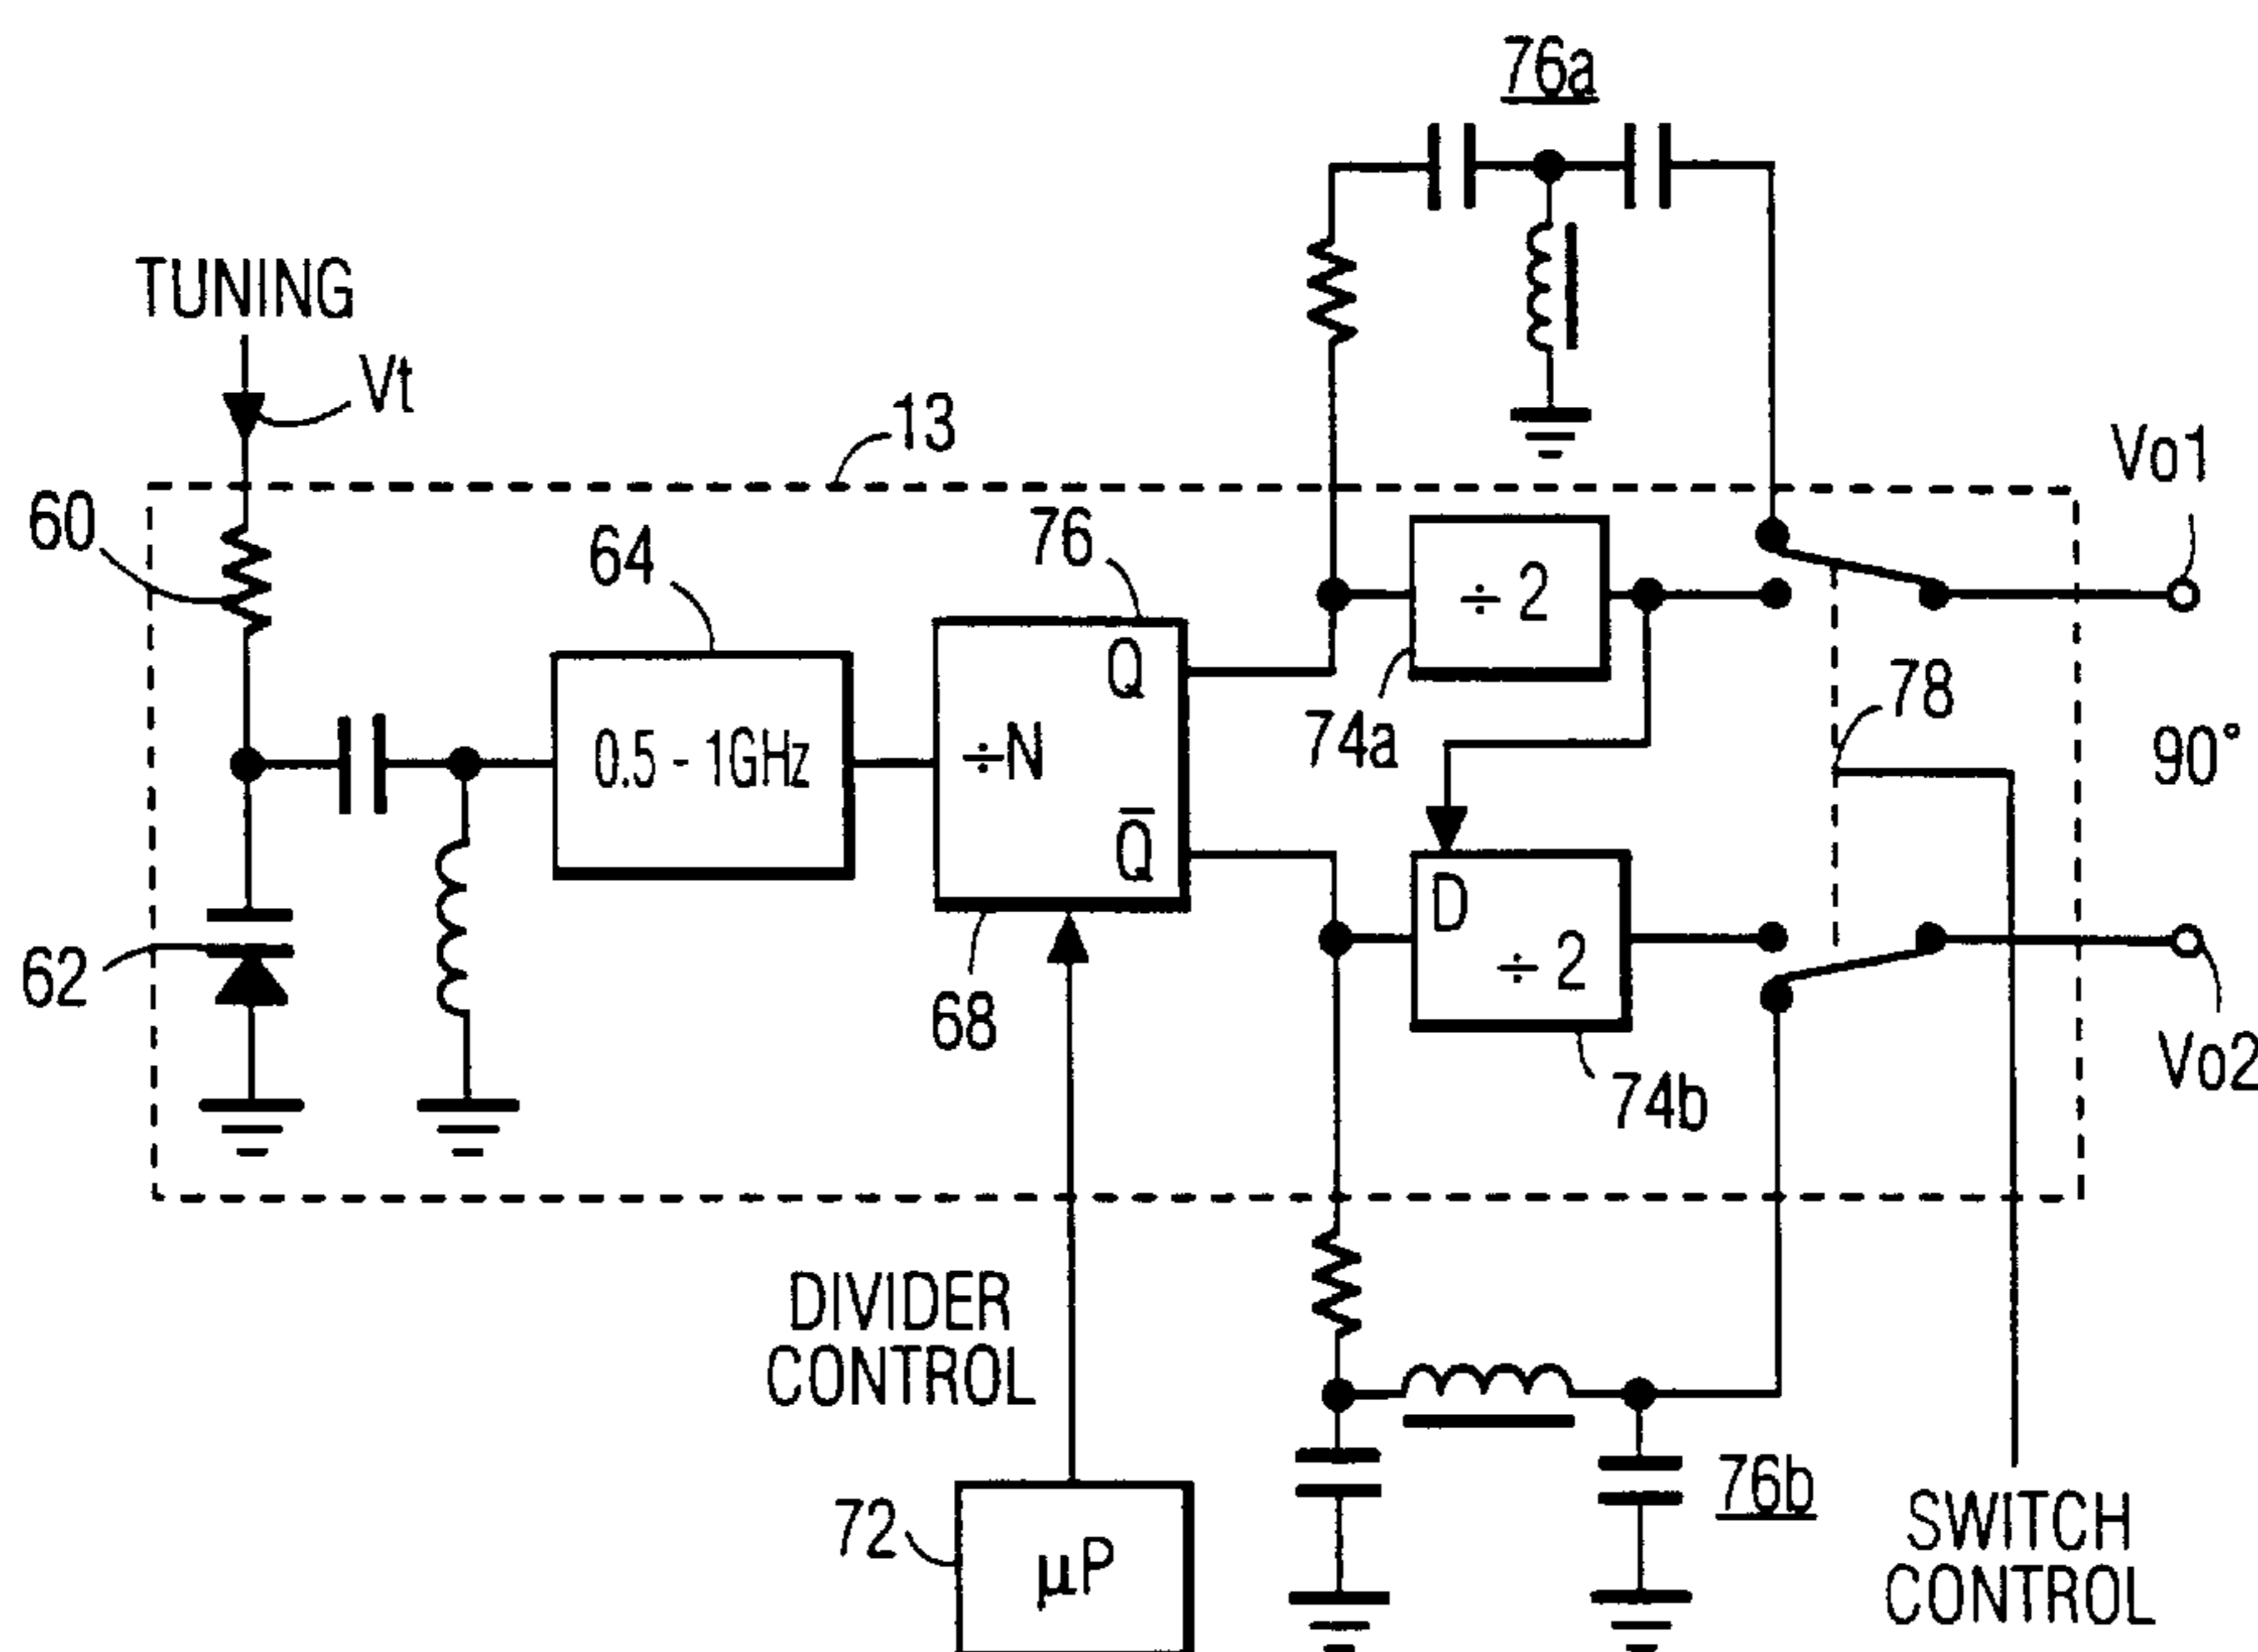 76a
TUNING
Vt
13
Vo1
60
64
76
÷ 2
Q
74a
78
0.5 - 1GHz
÷N
90°
Q̅
D
÷ 2
62
68
74b
Vo2
DIVIDER
CONTROL
76b
72
µP
SWITCH
CONTROL